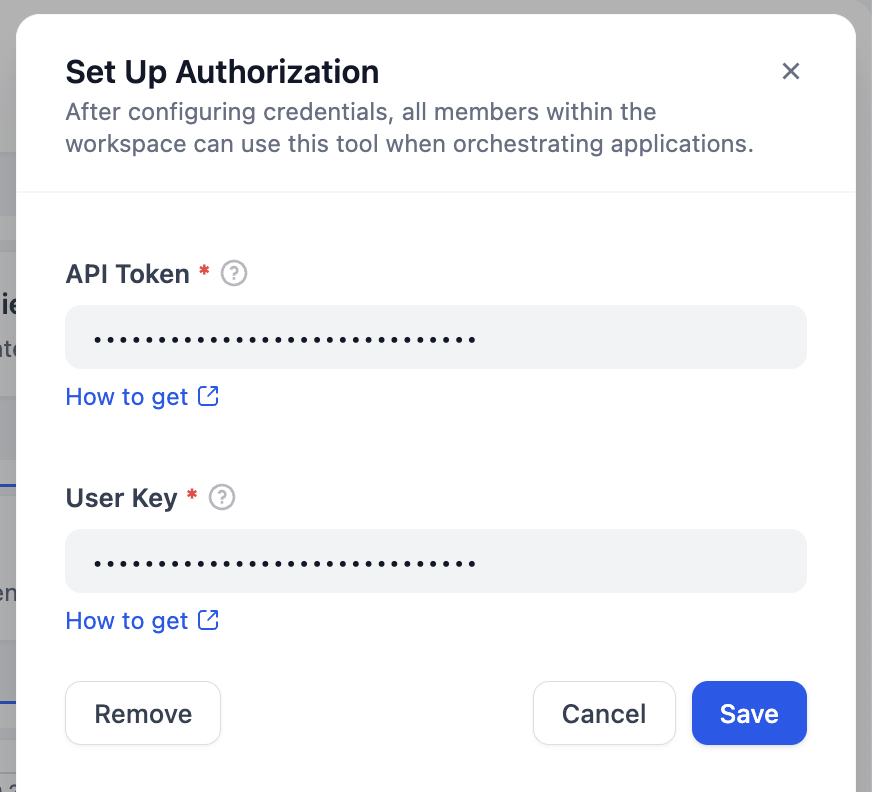 Set Up Authorization
After configuring credentials, all members within the
workspace can use this tool when orchestrating applications.
API Token *
••••••••••••••••••••••••••••••
How to get
User Key *
••••••••••••••••••••••••••••••
How to get
Remove
Cancel
Save